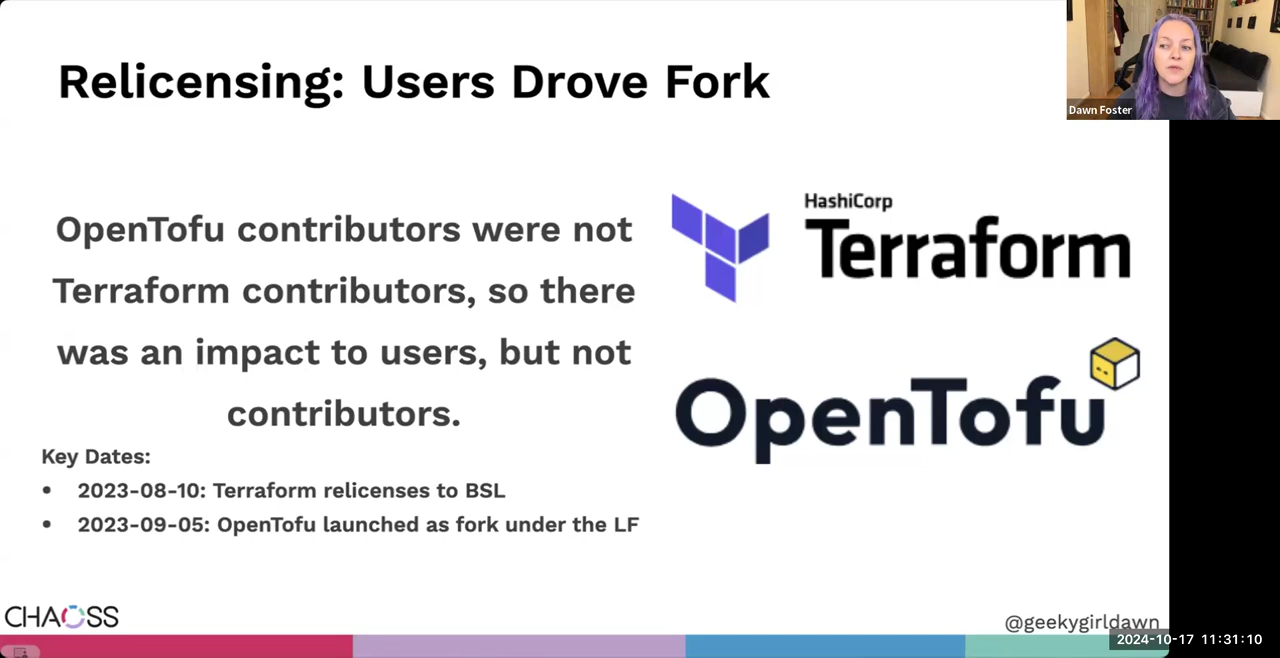 Relicensing: Users Drove Fork
Dawn Foster
OpenTofu contributors were not
Terraform contributors, so there
was an impact to users, but not
contributors.
HashiCorp
Terraform
OpenTofu
Key Dates:
• 2023-08-10: Terraform relicenses to BSL
• 2023-09-05: OpenTofu launched as fork under the LF
CHAOSS
@geekygirldawn
2024-10-17 11:31:10